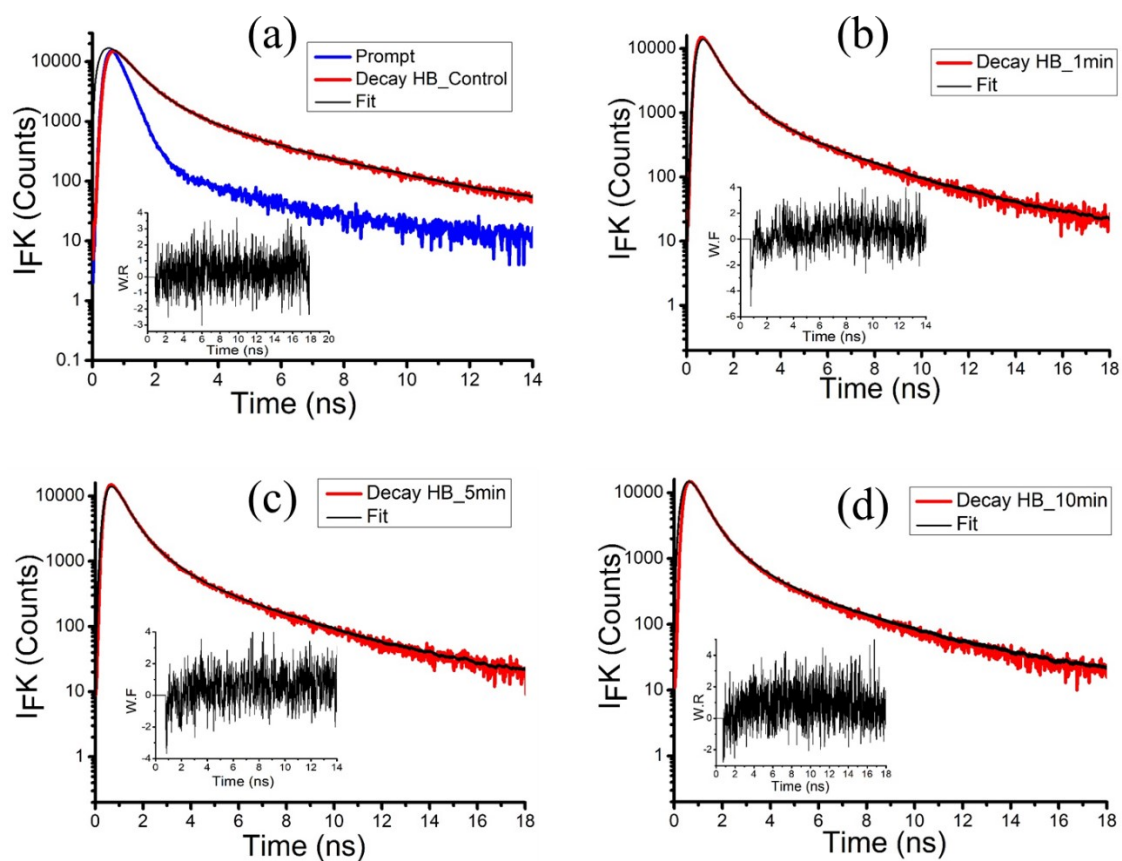 (a)
Prompt
Decay HB_Control
Fit
IFK (Counts)
10000
1000
100
10
1
0.1
W.R
4
3
2
1
0
-1
-2
-3
0 1 2 4 6 8 10 12 14 16 17 18 20
Time (ns)
0 2 4 6 8 10 12 14
Time (ns)
(b)
Decay HB_1min
Fit
IFK (Counts)
10000
1000
100
10
1
W.F
4
2
0
-2
-4
-6
0 2 4 6 8 10 12 14
Time (ns)
0 2 4 6 8 10 12 14 16 18
Time (ns)
(c)
Decay HB_5min
Fit
IFK (Counts)
10000
1000
100
10
1
W.F
4
2
0
-2
-4
0 2 4 6 8 10 12 14
Time (ns)
0 2 4 6 8 10 12 14 16 18
Time (ns)
(d)
Decay HB_10min
Fit
IFK (Counts)
10000
1000
100
10
1
W.R
4
2
0
-2
1 2 4 6 8 10 12 14 16 18
Time (ns)
0 2 4 6 8 10 12 14 16 18
Time (ns)